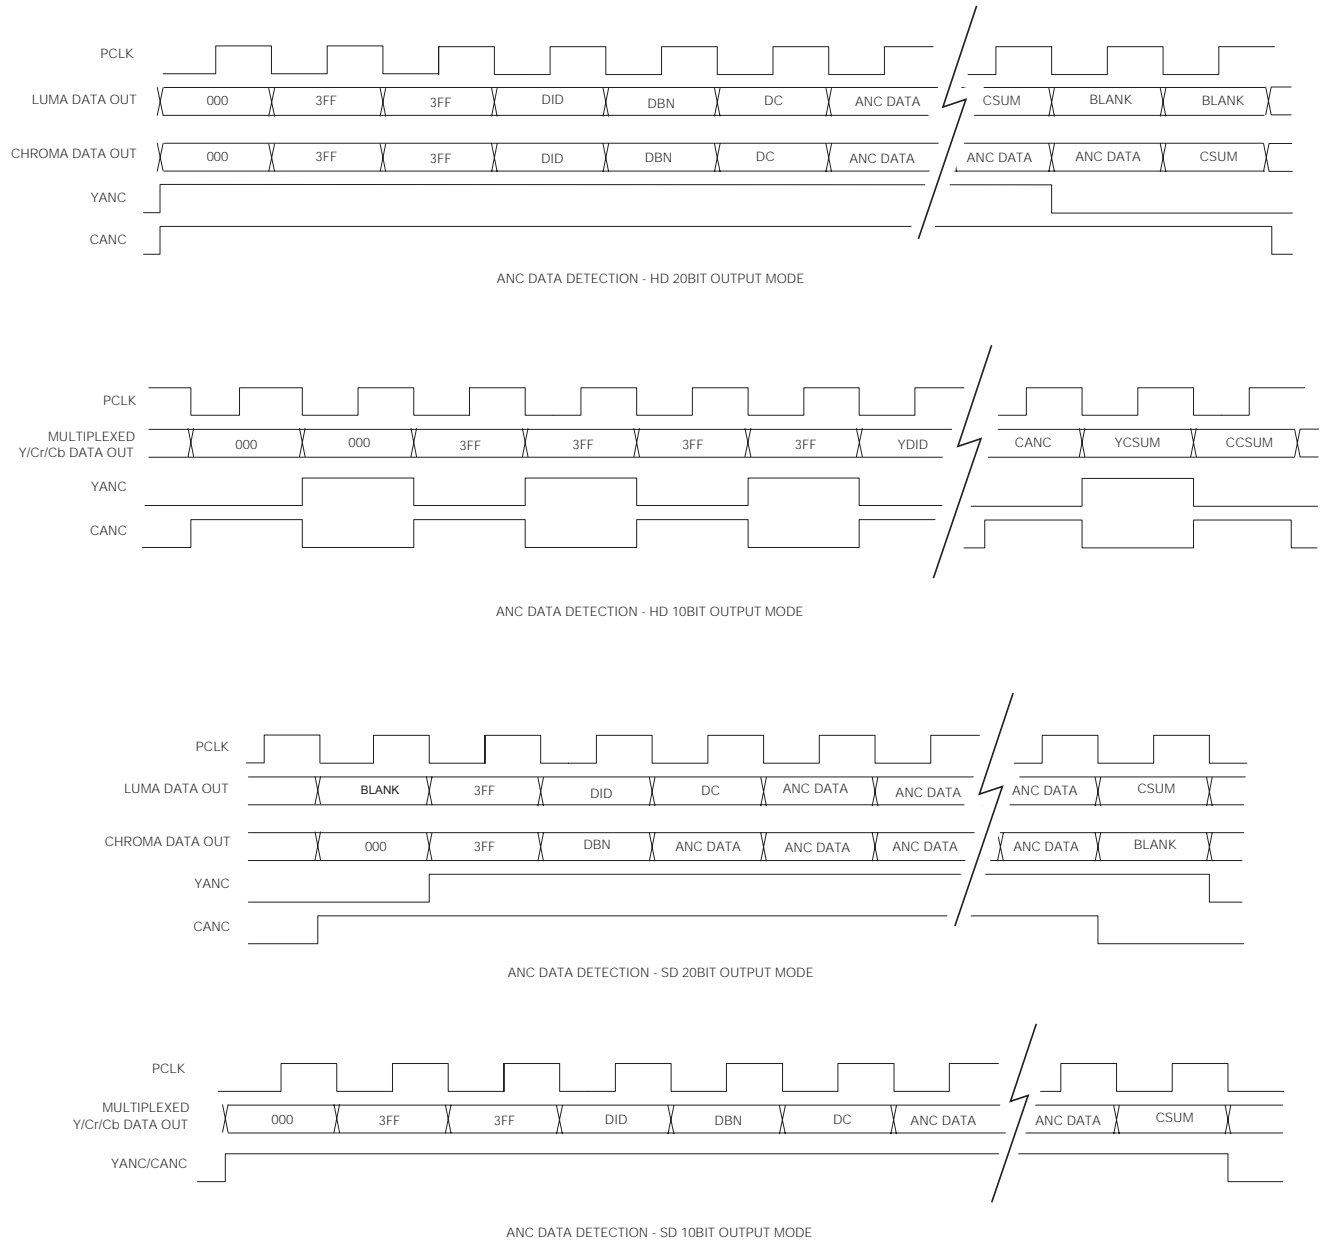 PCLK
LUMA DATA OUT 000 3FF 3FF DID DBN DC ANC DATA CSUM BLANK BLANK
CHROMA DATA OUT 000 3FF 3FF DID DBN DC ANC DATA ANC DATA ANC DATA CSUM
YANC
CANC
ANC DATA DETECTION - HD 20BIT OUTPUT MODE
PCLK
MULTIPLEXED
Y/Cr/Cb DATA OUT 000 000 3FF 3FF 3FF 3FF YDID CANC YCSUM CCSUM
YANC
CANC
ANC DATA DETECTION - HD 10BIT OUTPUT MODE
PCLK
LUMA DATA OUT BLANK 3FF DID DC ANC DATA ANC DATA ANC DATA CSUM
CHROMA DATA OUT 000 3FF DBN ANC DATA ANC DATA ANC DATA ANC DATA BLANK
YANC
CANC
ANC DATA DETECTION - SD 20BIT OUTPUT MODE
PCLK
MULTIPLEXED
Y/Cr/Cb DATA OUT 000 3FF 3FF DID DBN DC ANC DATA ANC DATA CSUM
YANC/CANC
ANC DATA DETECTION - SD 10BIT OUTPUT MODE